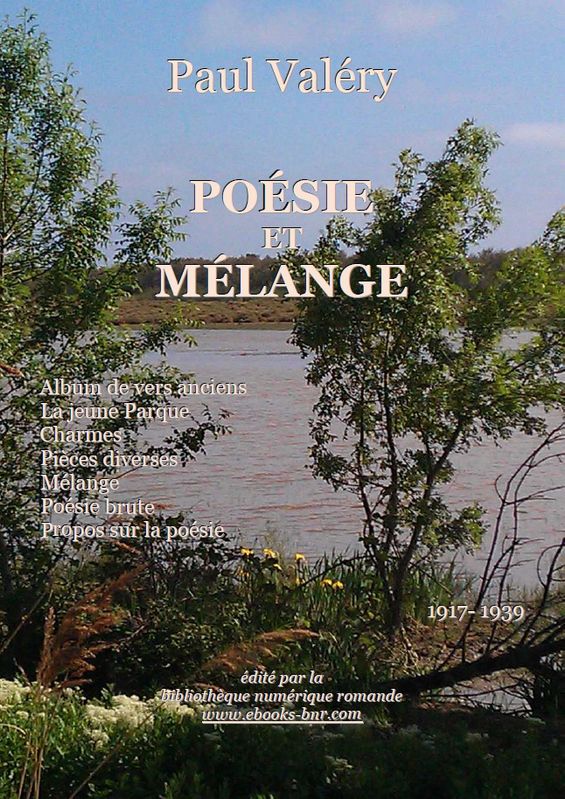 Paul Valéry
POÉSIE
ET
MÉLANGE
Album de vers anciens
La jeune Parque
Charmes
Pièces diverses
Mélange
Poésie brute
Propos sur la poésie
1917- 1939
édité par la
bibliothèque numérique romande
www.ebooks-bnr.com